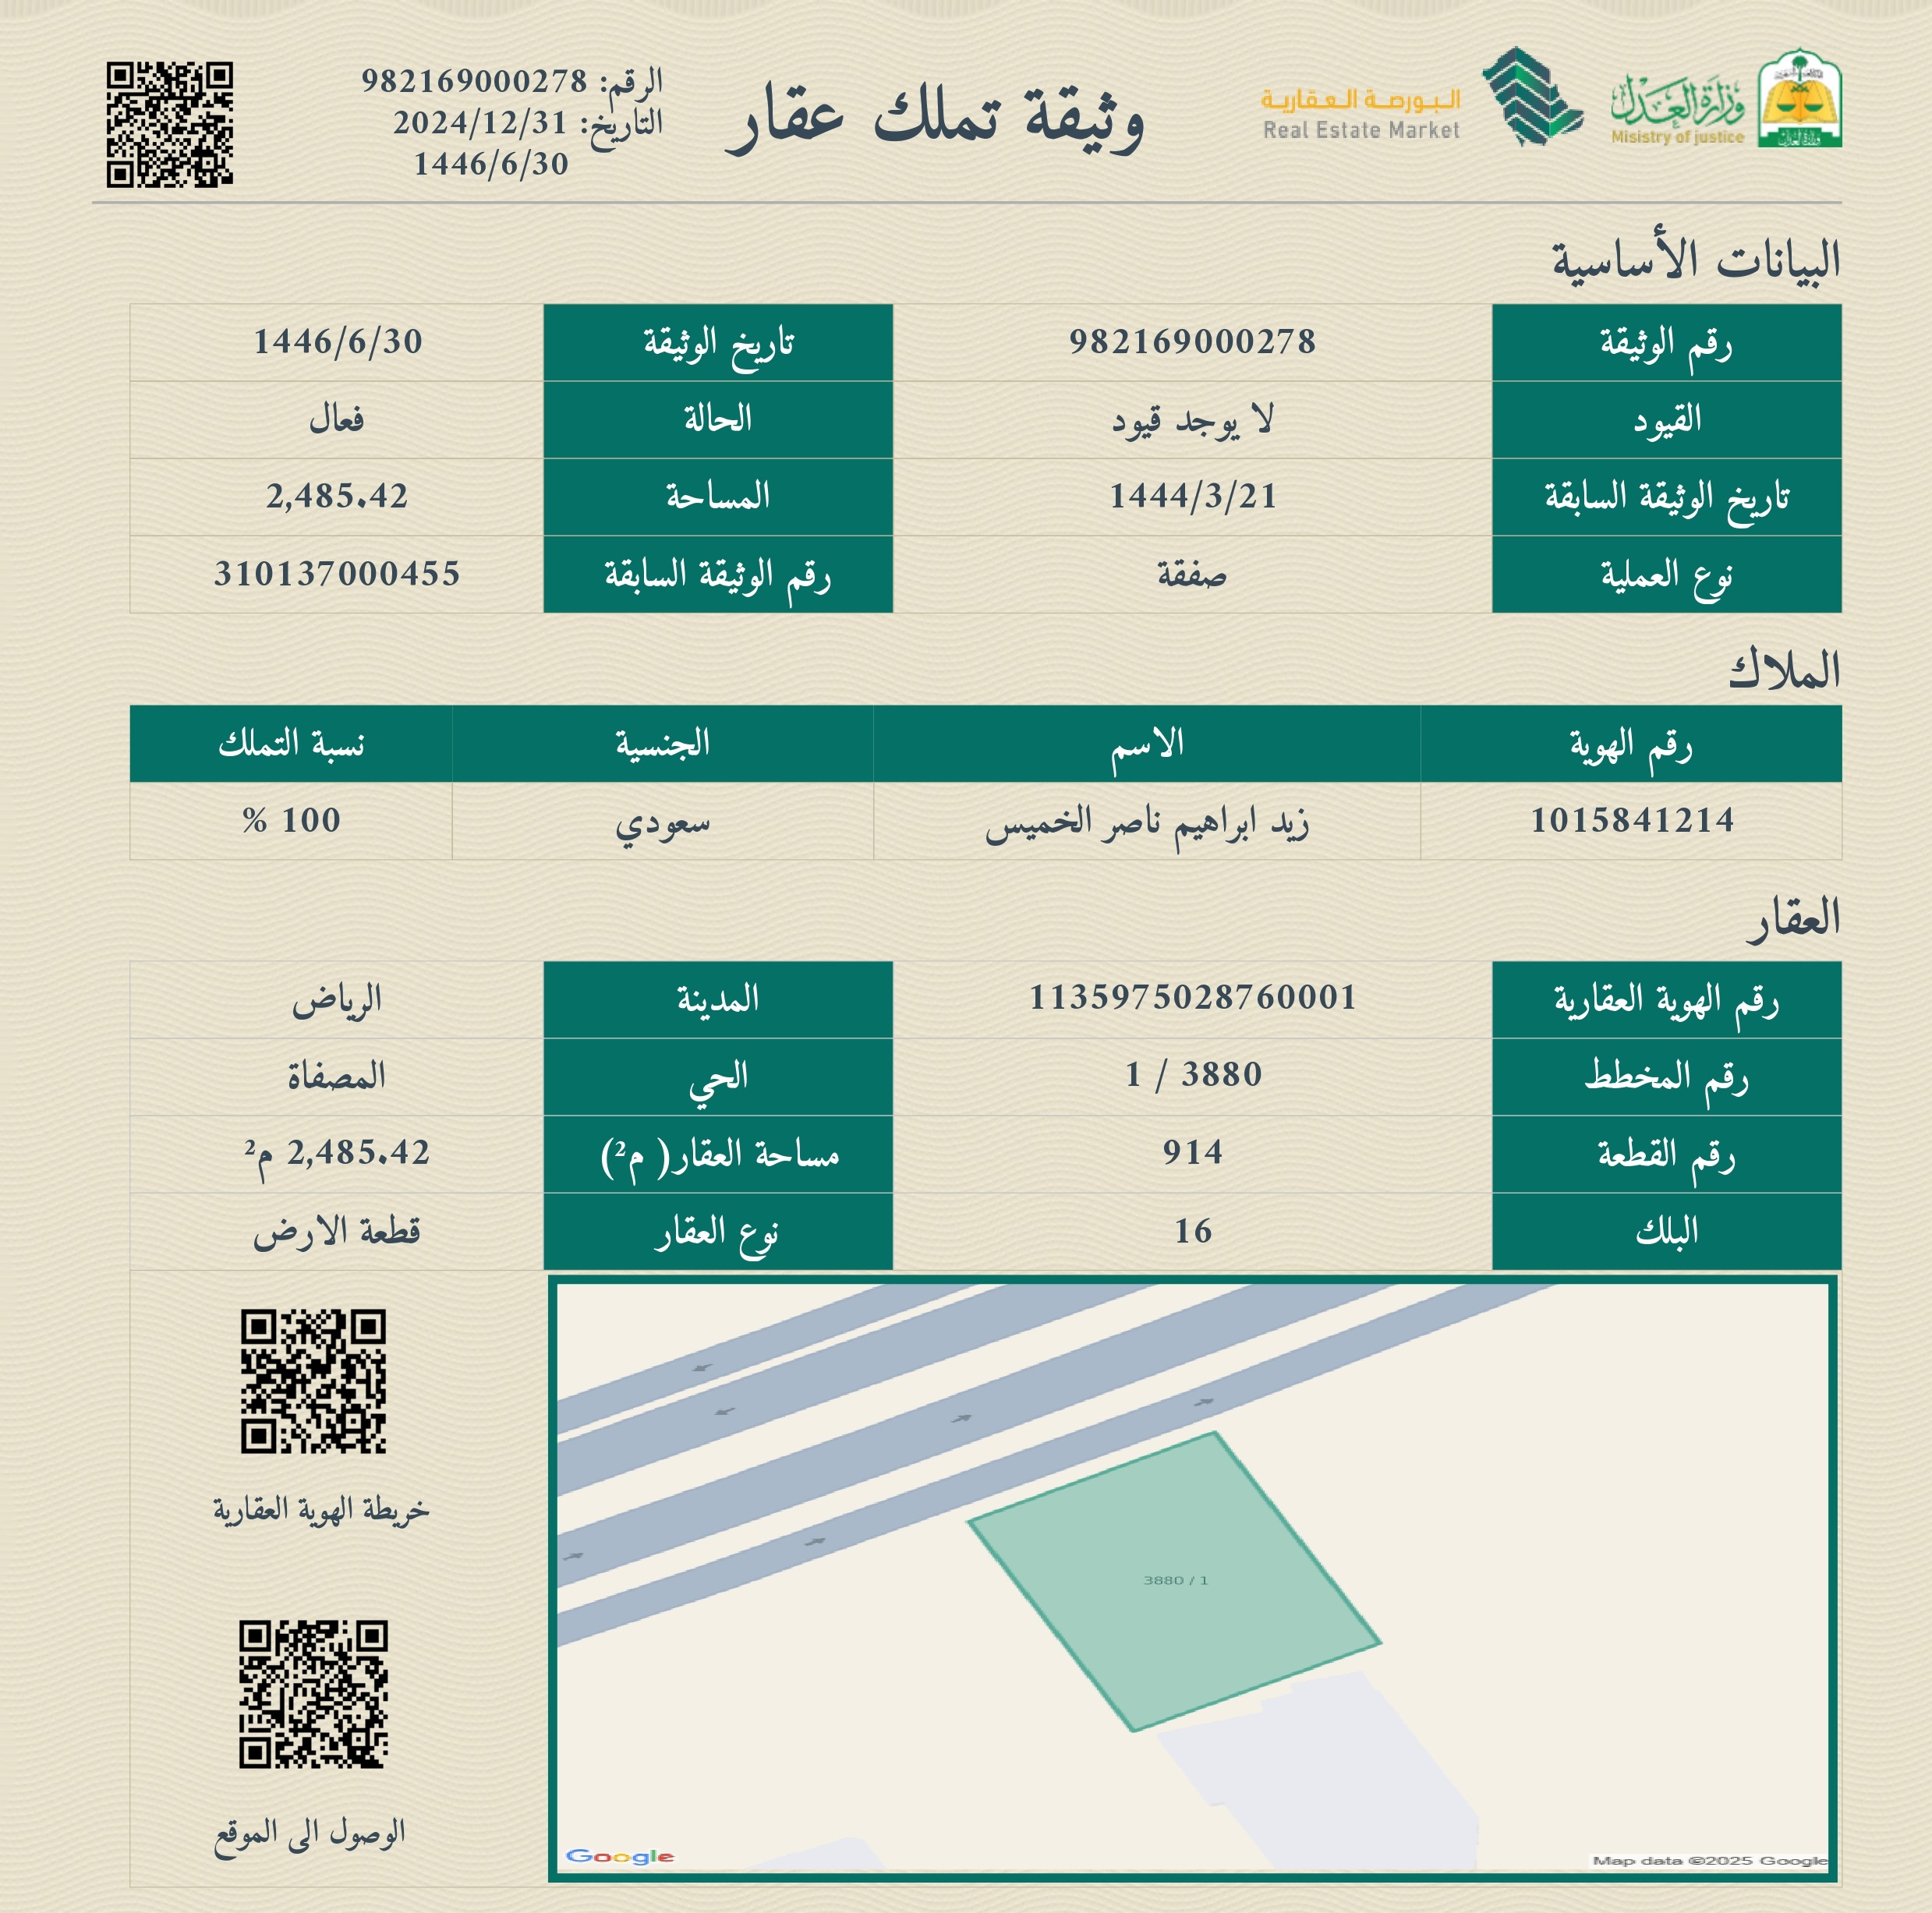 وزارة العدل
Misistry of justice
البورصة العقارية
Real Estate Market
وثيقة تملك عقار
الرقم: 982169000278
التاريخ: 2024/12/31
1446/6/30
البيانات الأساسية
رقم الوثيقة 982169000278 تاريخ الوثيقة 1446/6/30
القيود لا يوجد قيود الحالة فعال
تاريخ الوثيقة السابقة 1444/3/21 المساحة 2,485.42
نوع العملية صفقة رقم الوثيقة السابقة 310137000455
الملاك
رقم الهوية الاسم الجنسية نسبة التملك
1015841214 زيد ابراهيم ناصر الخميس سعودي 100 %
العقار
رقم الهوية العقارية 1135975028760001 المدينة الرياض
رقم المخطط 3880 / 1 الحي المصفاة
رقم القطعة 914 مساحة العقار( م²) 2,485.42 م²
البلك 16 نوع العقار قطعة الارض
3880 / 1
Google
Map data ©2025 Google
خريطة الهوية العقارية
الوصول الى الموقع